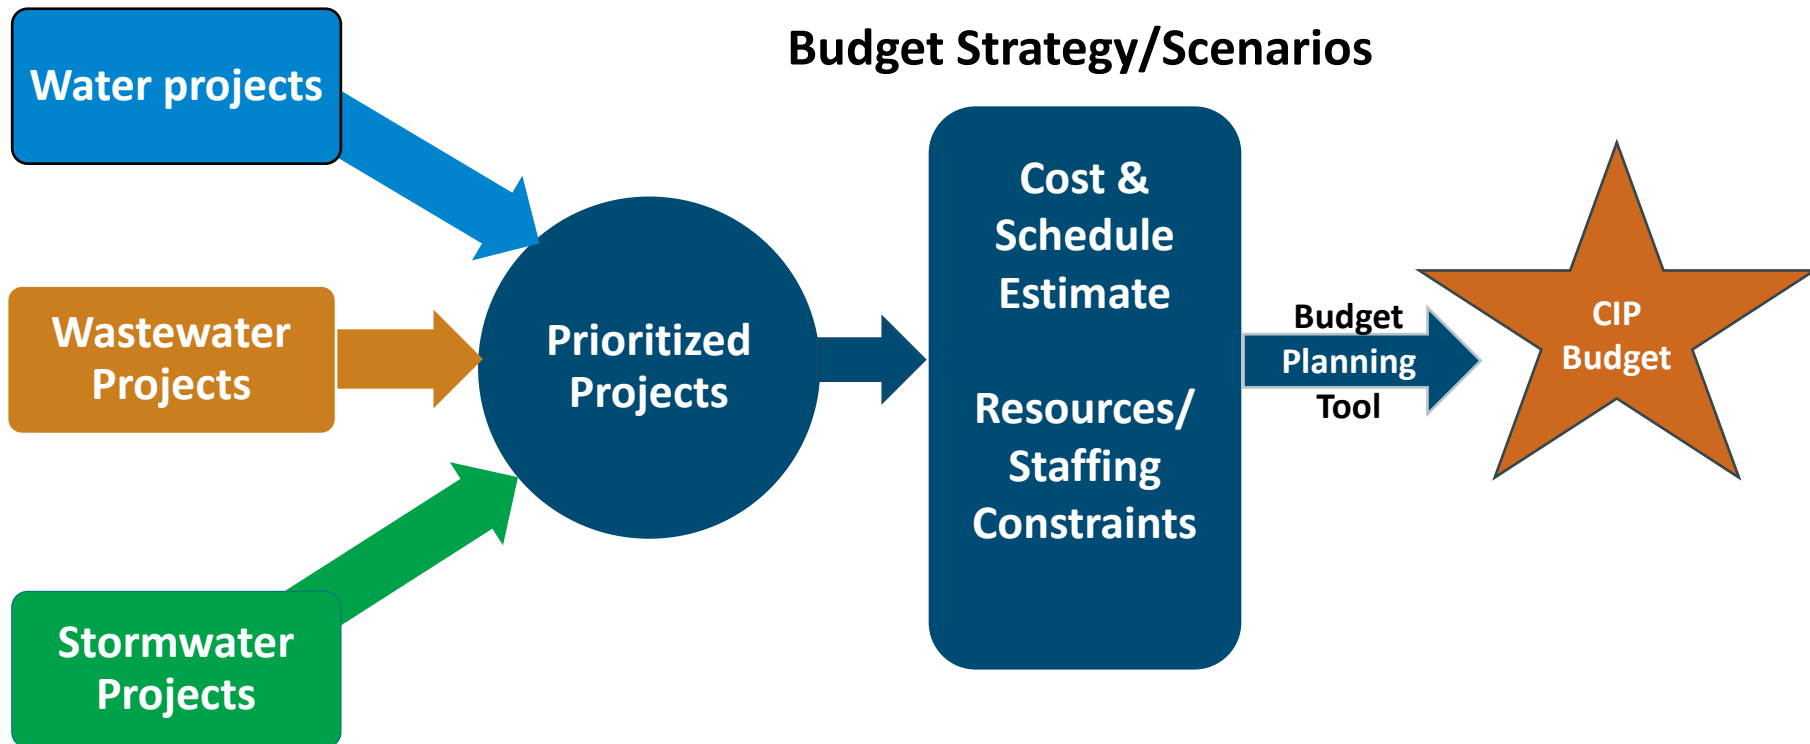 Budget Strategy/Scenarios
Water projects
Wastewater
Projects
Stormwater
Projects
Prioritized
Projects
Cost &
Schedule
Estimate
Resources/
Staffing
Constraints
Budget
Planning
Tool
CIP
Budget